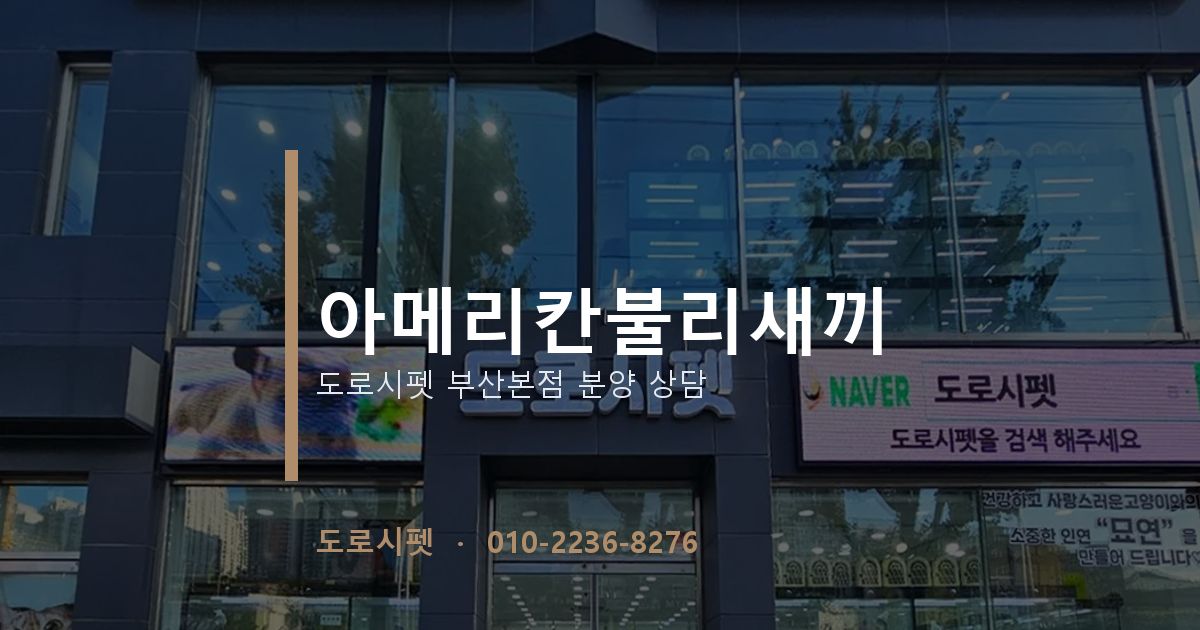 아메리칸불리새끼
도로시펫 부산본점 분양 상담
도로시펫
NAVER 도로시펫
도로시펫을 검색 해주세요
건강하고 사랑스러운고양이와의
소중한 인연 “묘연” 을
만들어 드립니다
도로시펫 · 010-2236-8276